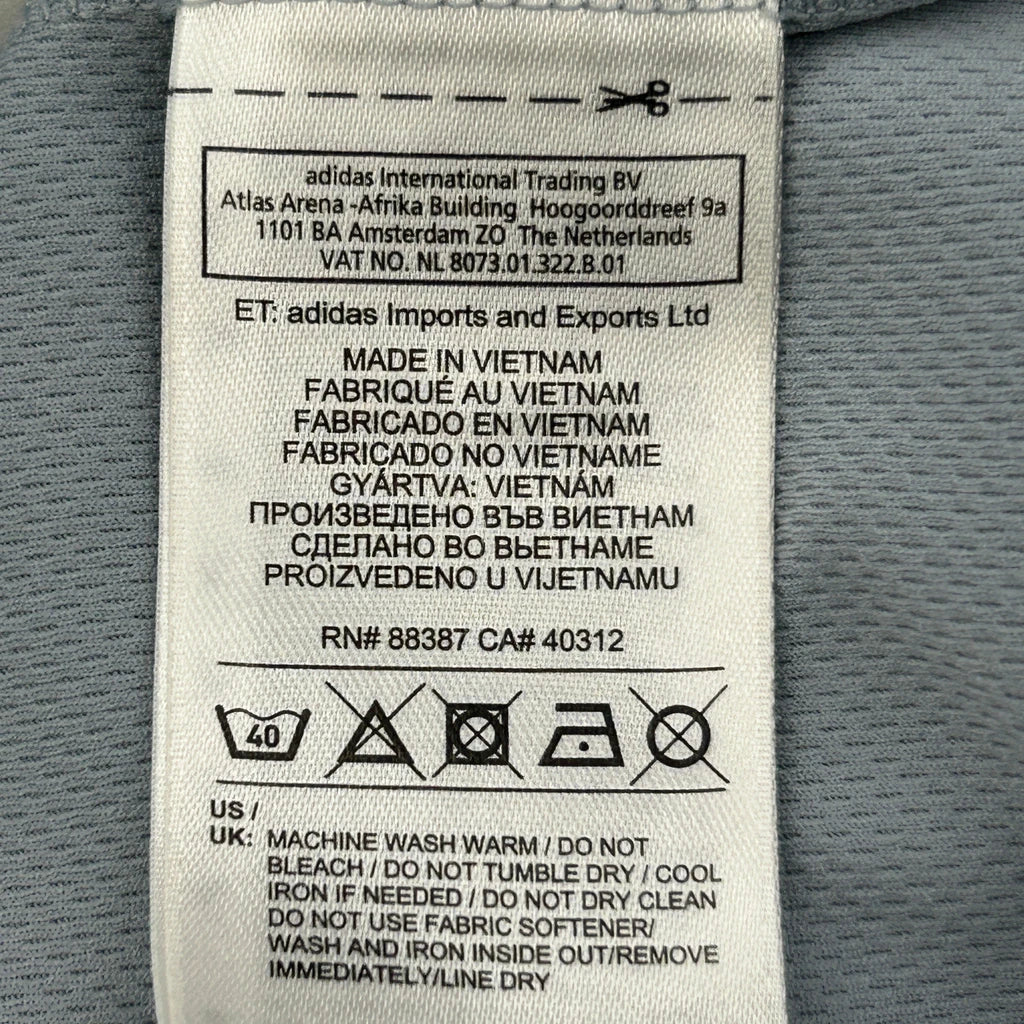 adidas International Trading BV
Atlas Arena -Afrika Building Hoogoorddreef 9a
1101 BA Amsterdam ZO The Netherlands
VAT NO. NL 8073.01.322.B.01
ET: adidas Imports and Exports Ltd
MADE IN VIETNAM
FABRIQUÉ AU VIETNAM
FABRICADO EN VIETNAM
FABRICADO NO VIETNAME
GYÁRTVA: VIETNÁM
ПРОИЗВЕДЕНО ВЪВ ВИЕТНАМ
СДЕЛАНО ВО ВЬЕТНАМЕ
PROIZVEDENO U VIJETNAMU
RN# 88387 CA# 40312
40
US /
UK: MACHINE WASH WARM / DO NOT
BLEACH / DO NOT TUMBLE DRY / COOL
IRON IF NEEDED / DO NOT DRY CLEAN
DO NOT USE FABRIC SOFTENER/
WASH AND IRON INSIDE OUT/REMOVE
IMMEDIATELY/LINE DRY